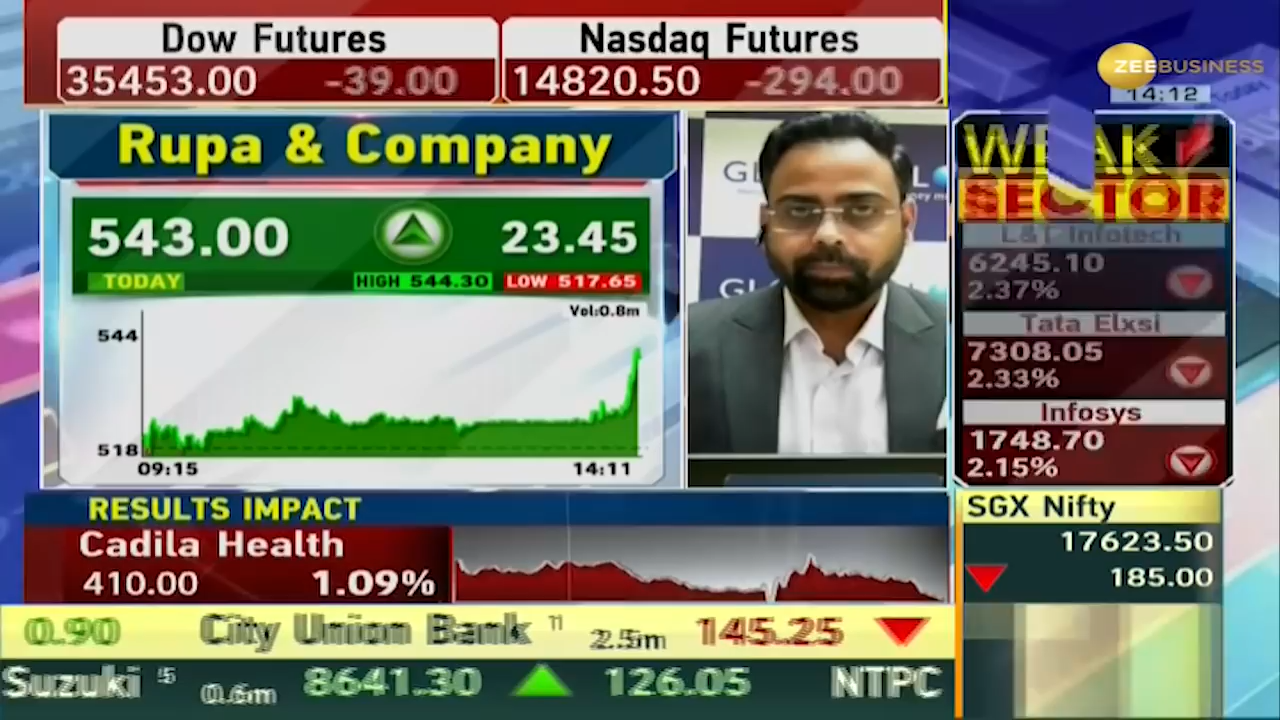 Dow Futures
35453.00 -39.00
Nasdaq Futures
14820.50 -294.00
ZEEBUSINESS
14:12
Rupa & Company
543.00 23.45
TODAY HIGH 544.30 LOW 517.65
Vol:0.8m
544
518
09:15 14:11
WEAK
SECTOR
L&T Infotech
6245.10
2.37%
Tata Elxsi
7308.05
2.33%
Infosys
1748.70
2.15%
RESULTS IMPACT
Cadila Health
410.00 1.09%
SGX Nifty
17623.50
185.00
0.90 City Union Bank 11 2.5m 145.25
Suzuki 0.6m 8641.30 126.05 NTPC